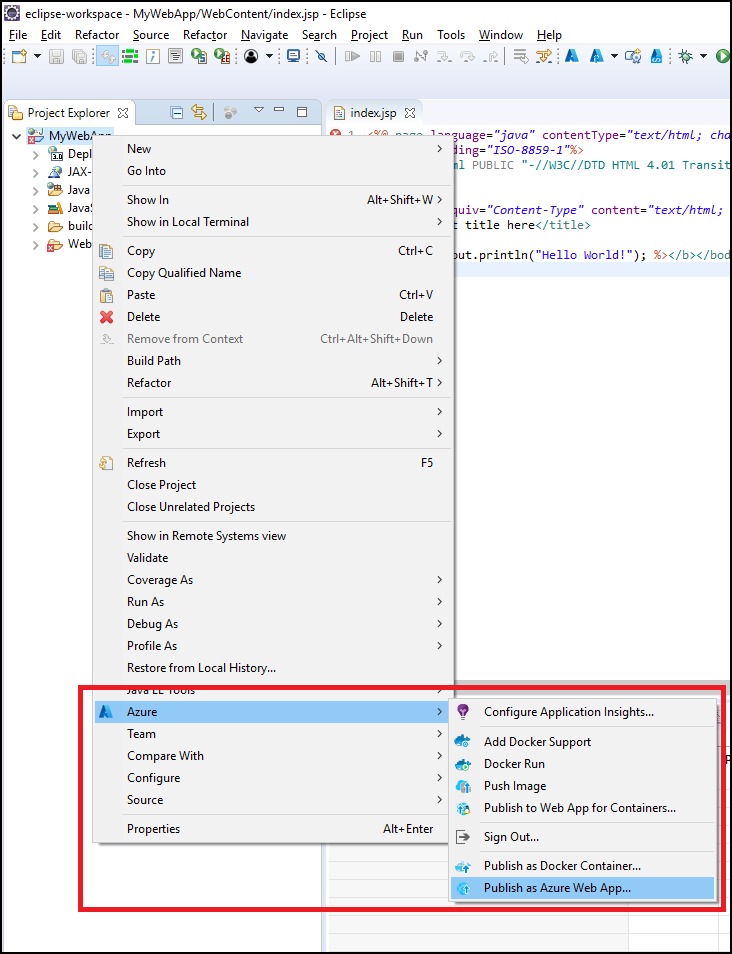 eclipse-workspace - MyWebApp/WebContent/index.jsp - Eclipse
File Edit Refactor Source Refactor Navigate Search Project Run Tools Window Help
Project Explorer
index.jsp
MyWebApp
1 <%@ page language="java" contentType="text/html; cha
ding="ISO-8859-1"%>
ml PUBLIC "-//W3C//DTD HTML 4.01 Transit
quiv="Content-Type" content="text/html;
t title here</title>
out.println("Hello World!"); %></b></bod
Depl
JAX-
Java
JavaS
build
Web
New
Go Into
Show In Alt+Shift+W
Show in Local Terminal
Copy Ctrl+C
Copy Qualified Name
Paste Ctrl+V
Delete Delete
Remove from Context Ctrl+Alt+Shift+Down
Build Path
Refactor Alt+Shift+T
Import
Export
Refresh F5
Close Project
Close Unrelated Projects
Show in Remote Systems view
Validate
Coverage As
Run As
Debug As
Profile As
Restore from Local History...
Java EE Tools
Azure
Team
Compare With
Configure
Source
Properties Alt+Enter
Configure Application Insights...
Add Docker Support
Docker Run
Push Image
Publish to Web App for Containers...
Sign Out...
Publish as Docker Container...
Publish as Azure Web App...